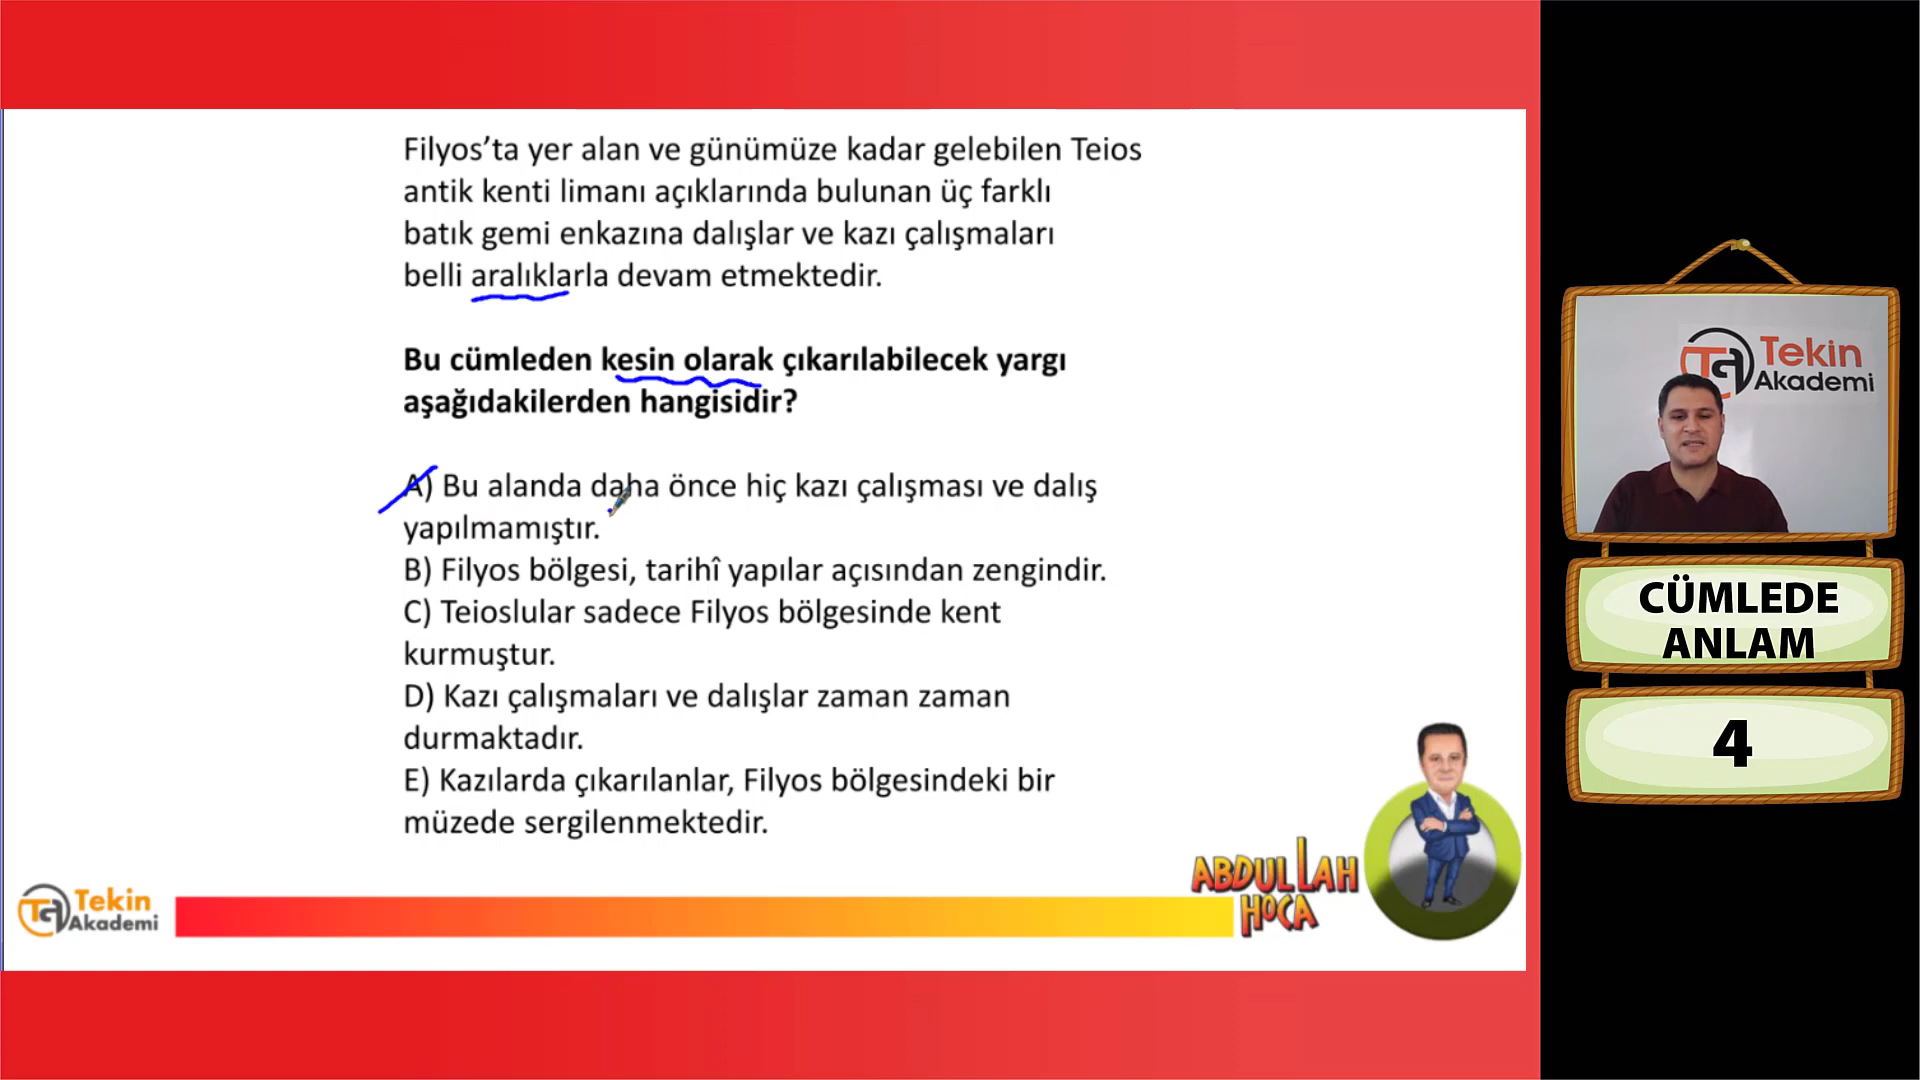 Filyos’ta yer alan ve günümüze kadar gelebilen Teios
antik kenti limanı açıklarında bulunan üç farklı
batık gemi enkazına dalışlar ve kazı çalışmaları
belli aralıklarla devam etmektedir.
Bu cümleden kesin olarak çıkarılabilecek yargı
aşağıdakilerden hangisidir?
A) Bu alanda daha önce hiç kazı çalışması ve dalış
yapılmamıştır.
B) Filyos bölgesi, tarihî yapılar açısından zengindir.
C) Teioslular sadece Filyos bölgesinde kent
kurmuştur.
D) Kazı çalışmaları ve dalışlar zaman zaman
durmaktadır.
E) Kazılarda çıkarılanlar, Filyos bölgesindeki bir
müzede sergilenmektedir.
Tekin
Akademi
ABDULLAH
HOCA
Tekin
Akademi
CÜMLEDE
ANLAM
4